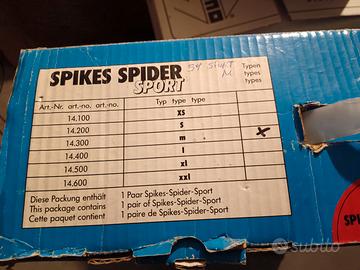 SPIKES SPIDER
SPORT
Typen
types
types
Art.-Nr. art.-no. art.-no. Typ type type
14.100 xs
14.200 s
14.300 m x
14.400 l
14.500 xl
14.600 xxl
Diese Packung enthält 1 Paar Spikes-Spider-Sport
This package contains 1 pair of Spikes-Spider-Sport
Cette paquet contient 1 paire de Spikes-Spider-Sport
subito